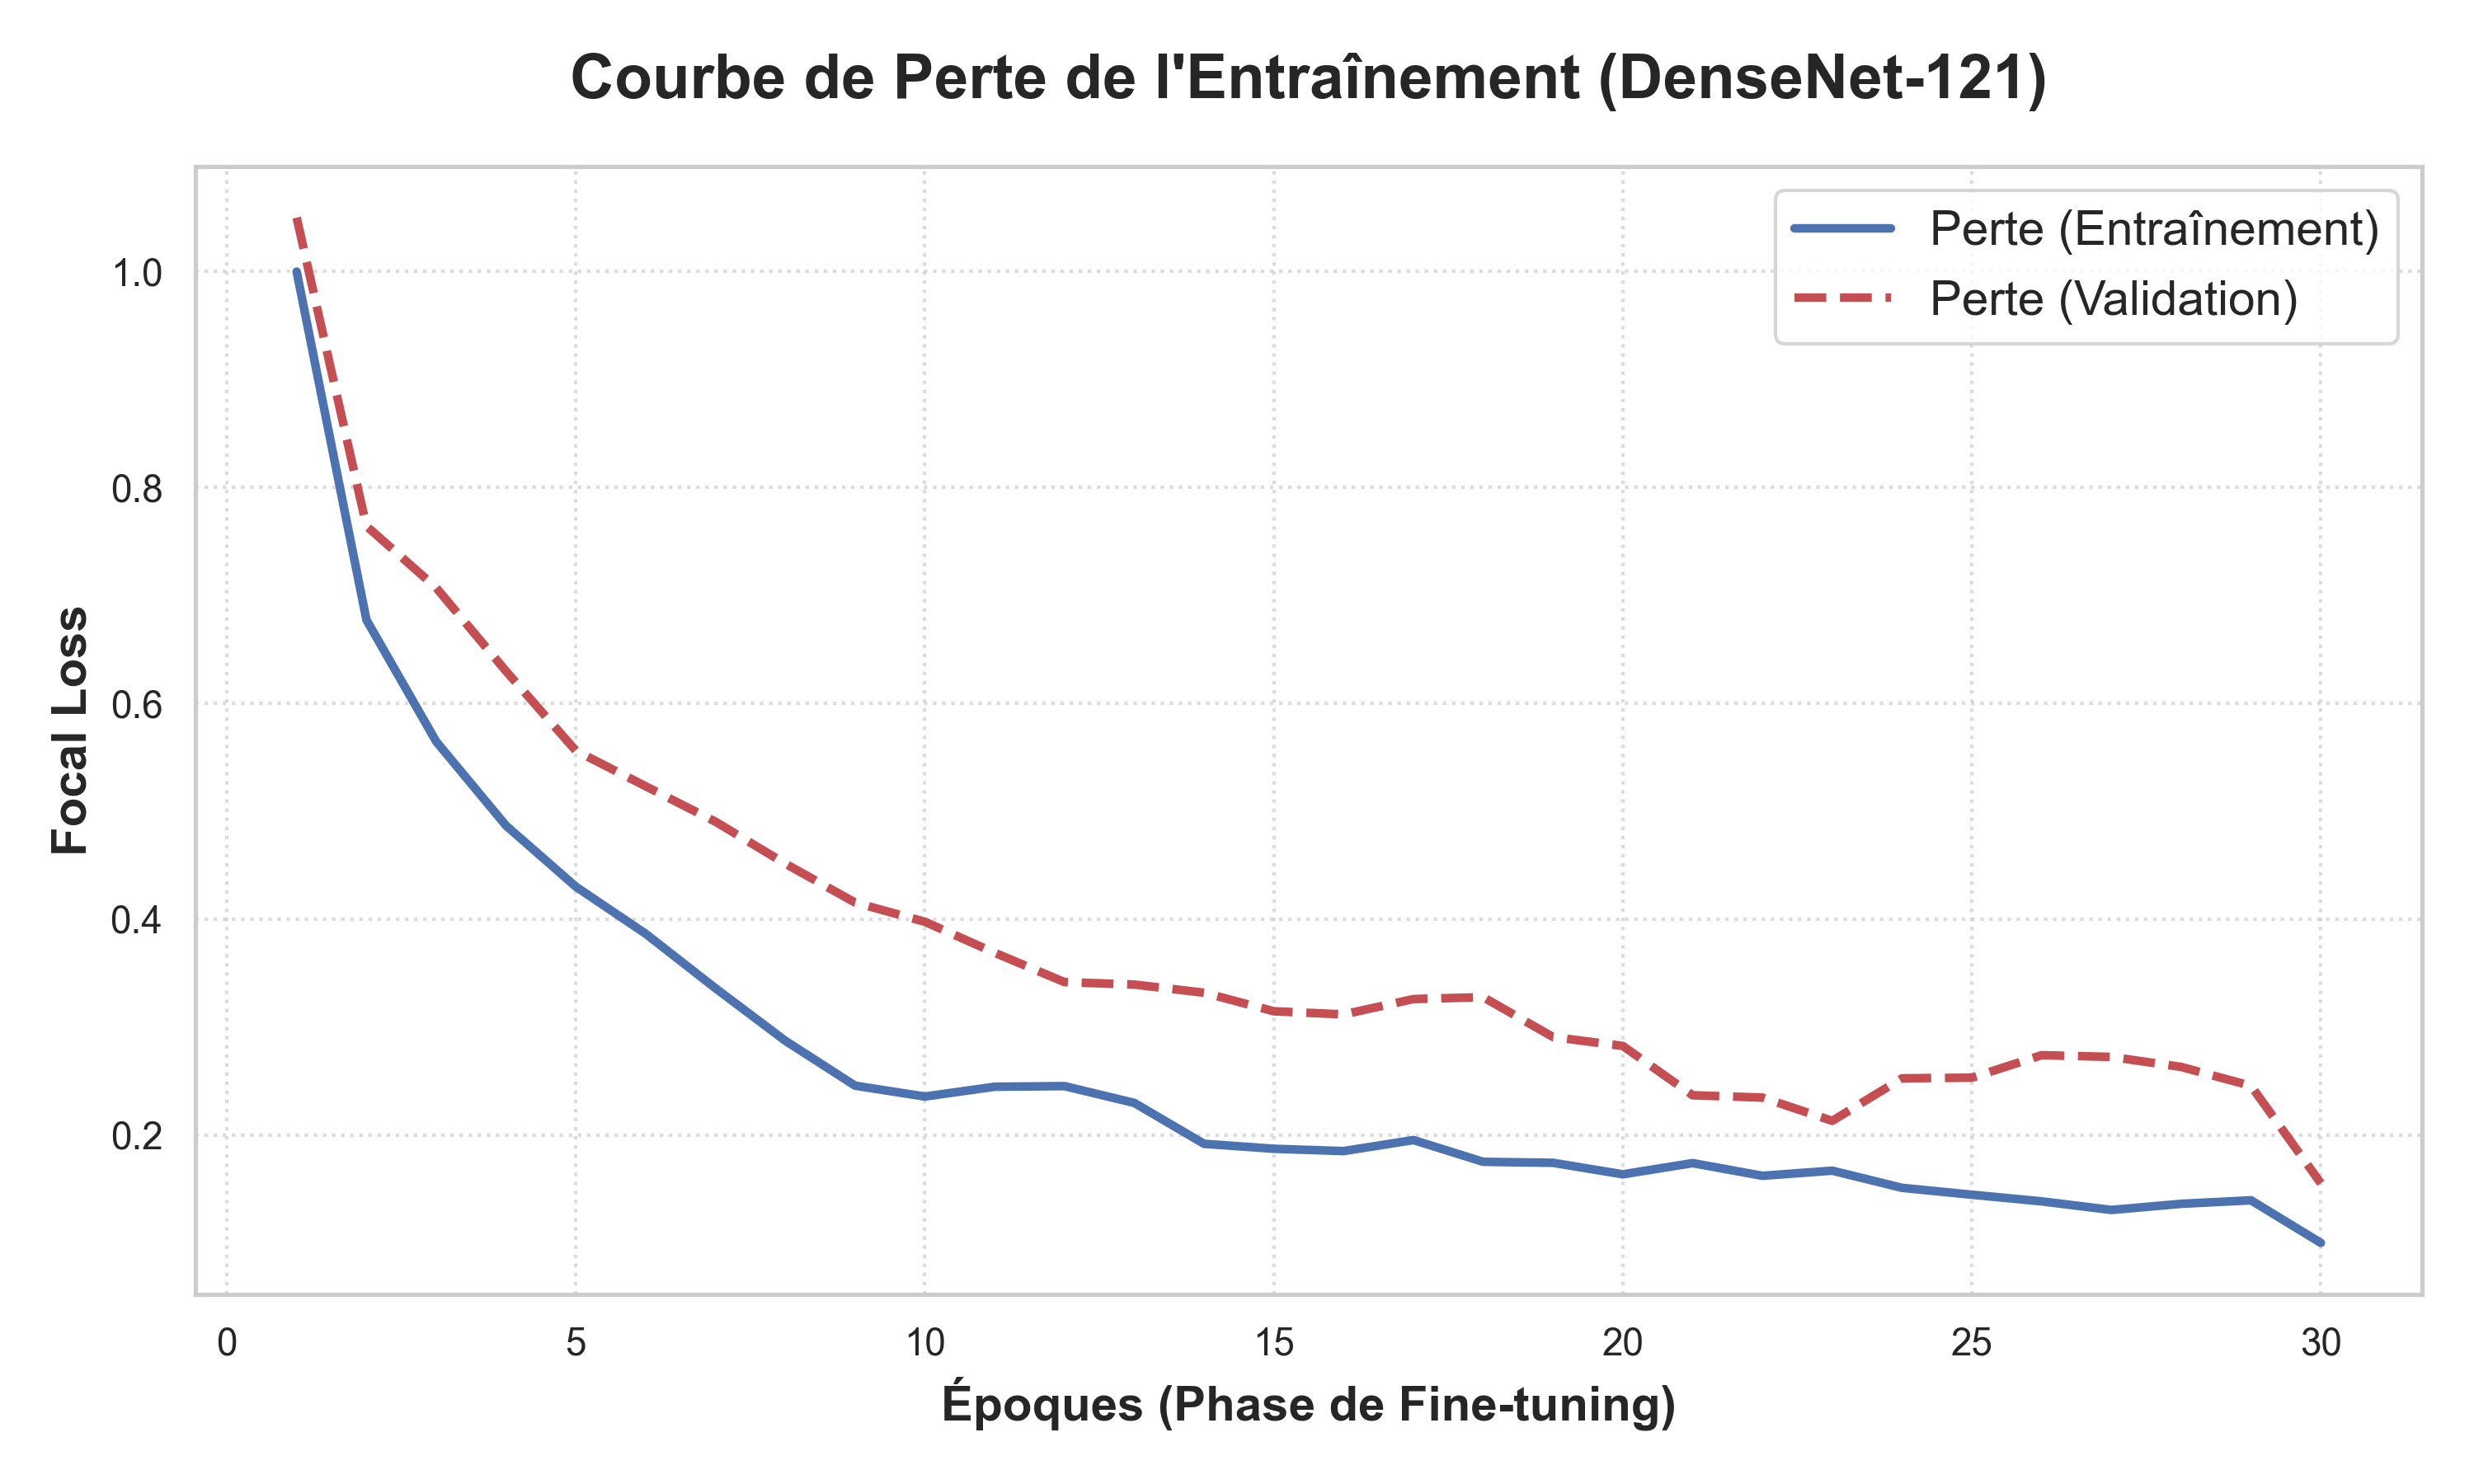 Courbe de Perte de l'Entraînement (DenseNet-121)
Perte (Entraînement)
Perte (Validation)
Focal Loss
1.0
0.8
0.6
0.4
0.2
0 5 10 15 20 25 30
Époques (Phase de Fine-tuning)